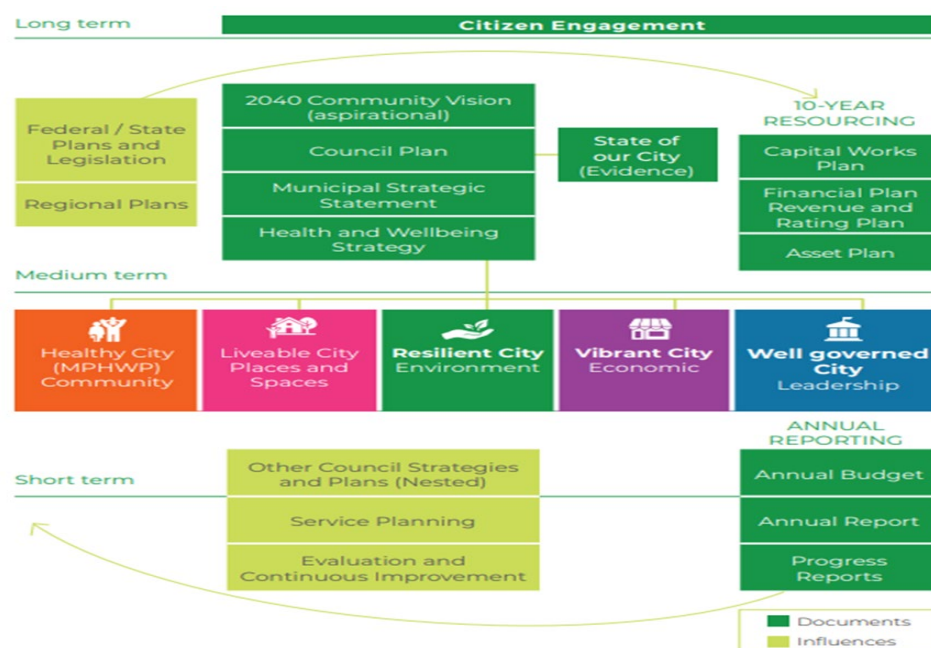 Long term
Citizen Engagement
Federal / State
Plans and
Legislation
Regional Plans
2040 Community Vision
(aspirational)
Council Plan
Municipal Strategic
Statement
Health and Wellbeing
Strategy
State of
our City
(Evidence)
10-YEAR
RESOURCING
Capital Works
Plan
Financial Plan
Revenue and
Rating Plan
Asset Plan
Medium term
Healthy City
(MPHWP)
Community
Liveable City
Places and
Spaces
Resilient City
Environment
Vibrant City
Economic
Well governed
City
Leadership
Short term
Other Council Strategies
and Plans (Nested)
Service Planning
Evaluation and
Continuous Improvement
ANNUAL
REPORTING
Annual Budget
Annual Report
Progress
Reports
Documents
Influences